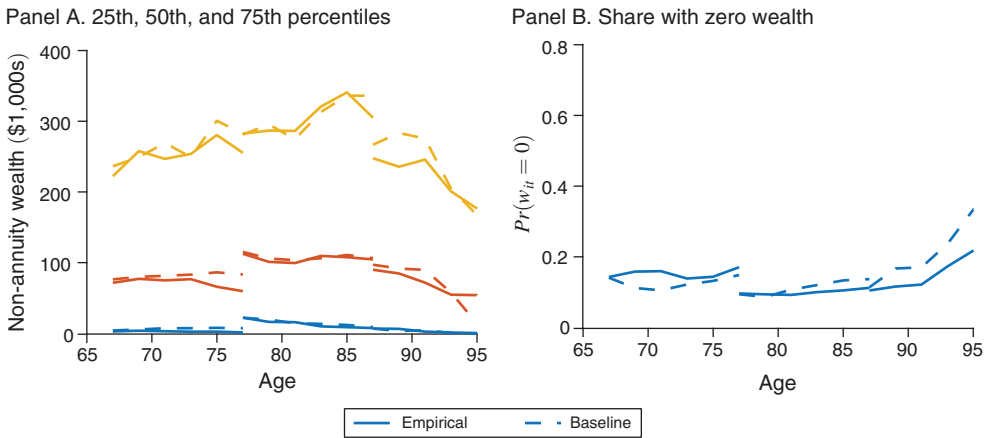 Panel A. 25th, 50th, and 75th percentiles
Non-annuity wealth ($1,000s)
400
300
200
100
0
65 70 75 80 85 90 95
Age
Panel B. Share with zero wealth
Pr(w_{it} = 0)
0.8
0.6
0.4
0.2
0
65 70 75 80 85 90 95
Age
Empirical Baseline